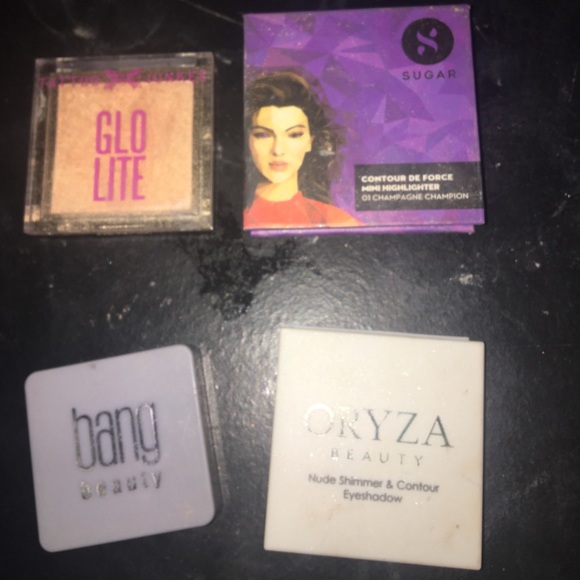 GLO
LITE
SUGAR
CONTOUR DE FORCE
MINI HIGHLIGHTER
01 CHAMPAGNE CHAMPION
bang
beauty
ORYZA
BEAUTY
Nude Shimmer & Contour
Eyeshadow